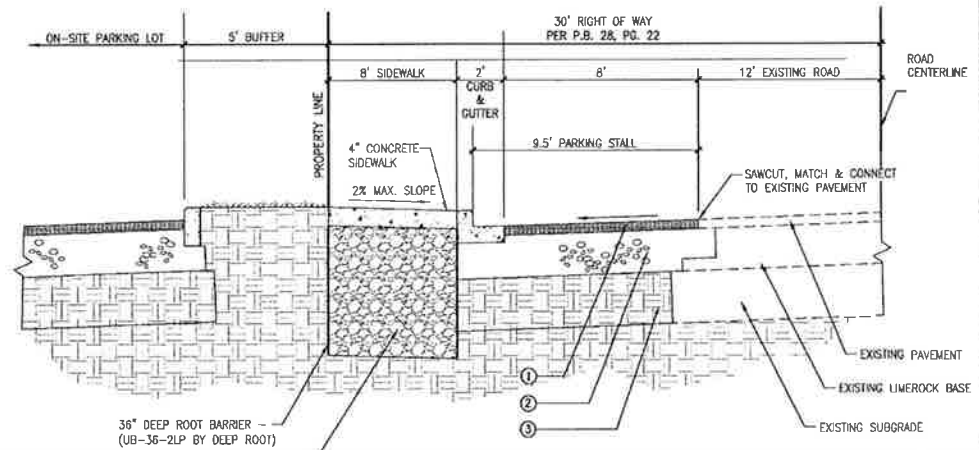 30' RIGHT OF WAY
PER P.B. 28, PG. 22
ON-SITE PARKING LOT
5' BUFFER
ROAD
CENTERLINE
8' SIDEWALK
2'
CURB
&
GUTTER
8'
12' EXISTING ROAD
PROPERTY LINE
9.5' PARKING STALL
4" CONCRETE
SIDEWALK
2% MAX. SLOPE
SAWCUT, MATCH & CONNECT
TO EXISTING PAVEMENT
1
2
3
EXISTING PAVEMENT
EXISTING LIMEROCK BASE
EXISTING SUBGRADE
36" DEEP ROOT BARRIER
(UB-36-2LP BY DEEP ROOT)